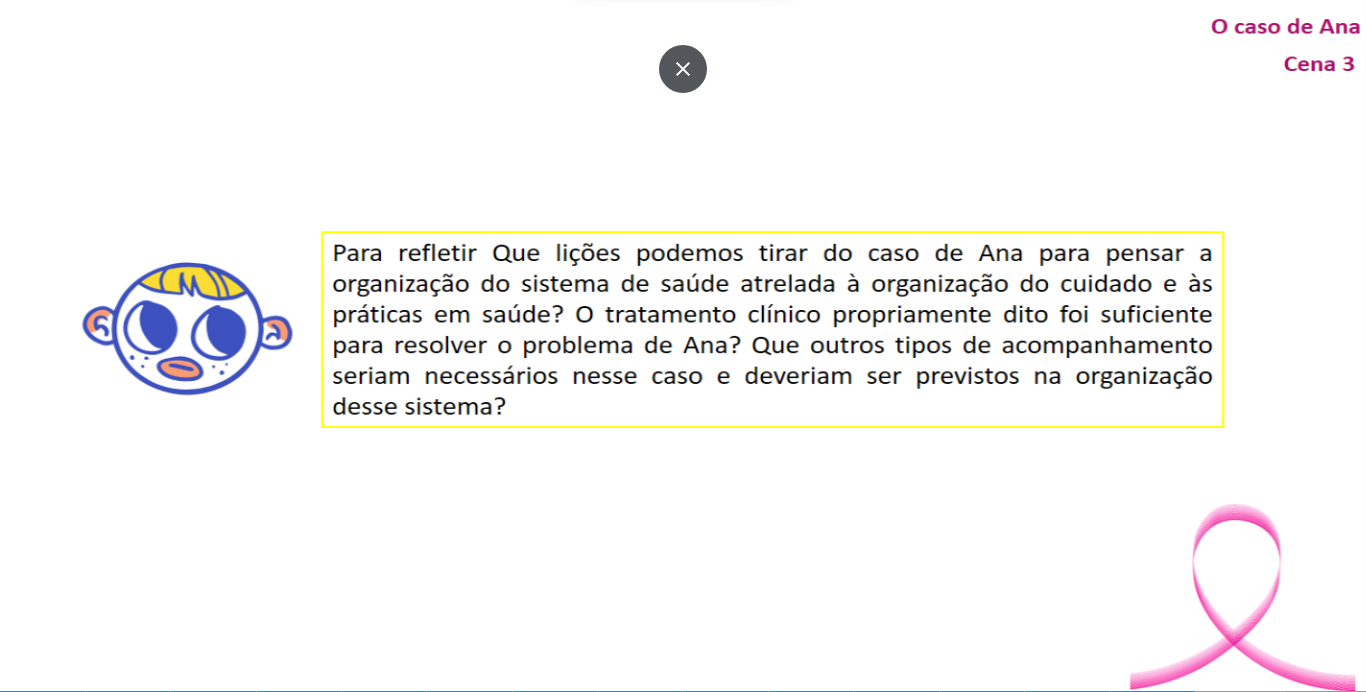 O caso de Ana
Cena 3
Para refletir Que lições podemos tirar do caso de Ana para pensar a
organização do sistema de saúde atrelada à organização do cuidado e às
práticas em saúde? O tratamento clínico propriamente dito foi suficiente
para resolver o problema de Ana? Que outros tipos de acompanhamento
seriam necessários nesse caso e deveriam ser previstos na organização
desse sistema?